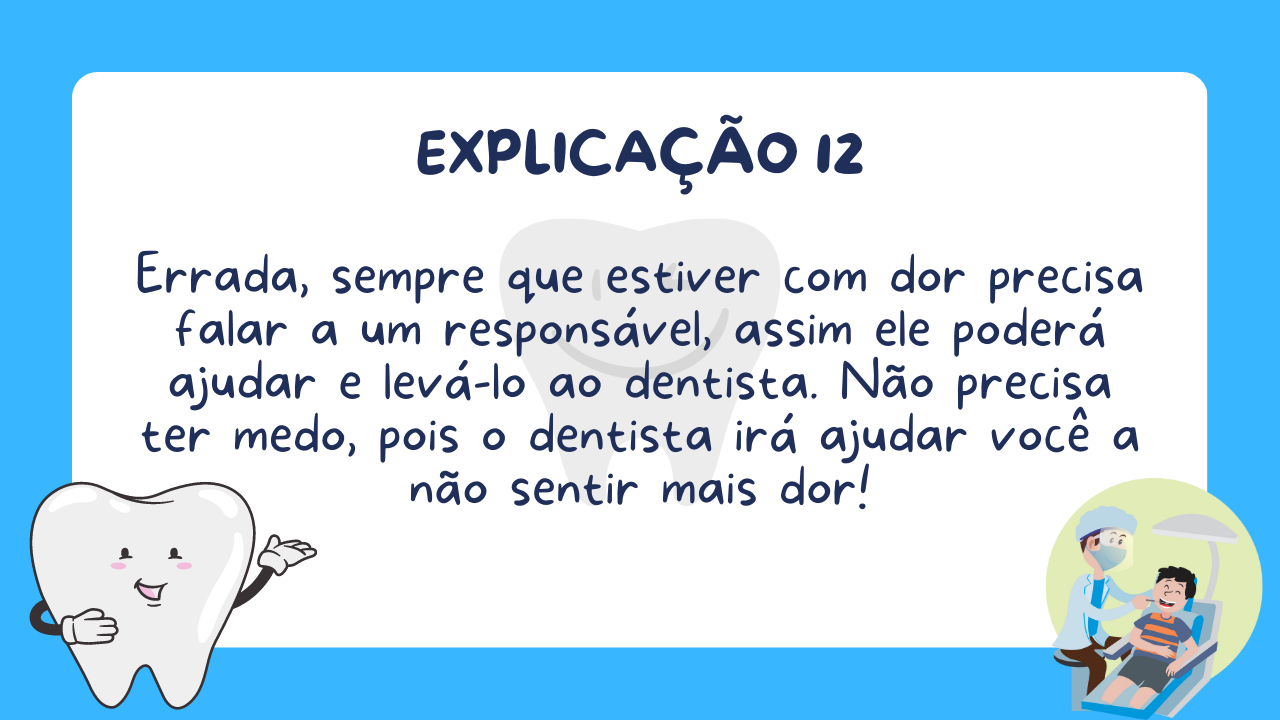 EXPLICAÇÃO 12
Errada, sempre que estiver com dor precisa
falar a um responsável, assim ele poderá
ajudar e levá-lo ao dentista. Não precisa
ter medo, pois o dentista irá ajudar você a
não sentir mais dor!